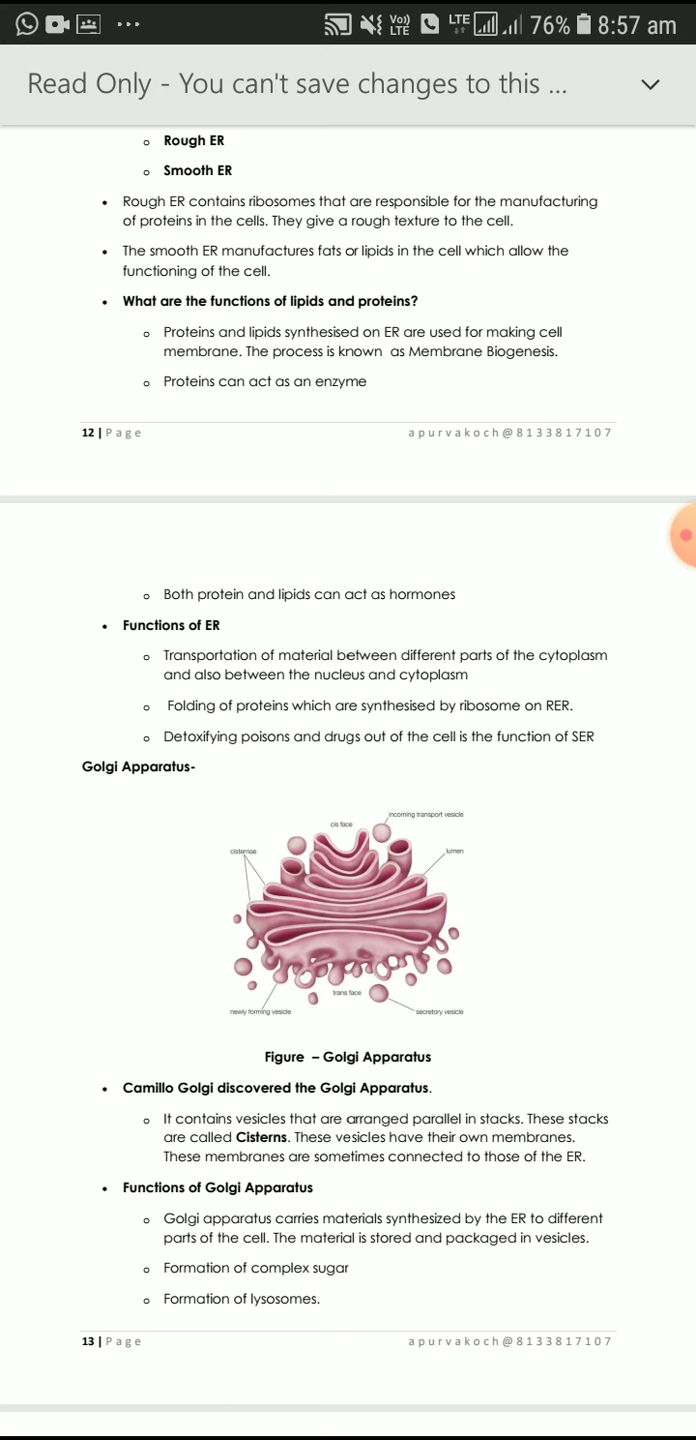 Vo))
LTE
LTE
76%
8:57 am
Read Only - You can't save changes to this ...
o Rough ER
o Smooth ER
• Rough ER contains ribosomes that are responsible for the manufacturing
of proteins in the cells. They give a rough texture to the cell.
• The smooth ER manufactures fats or lipids in the cell which allow the
functioning of the cell.
• What are the functions of lipids and proteins?
o Proteins and lipids synthesised on ER are used for making cell
membrane. The process is known as Membrane Biogenesis.
o Proteins can act as an enzyme
12 | Page apurvakoch@8133817107
o Both protein and lipids can act as hormones
• Functions of ER
o Transportation of material between different parts of the cytoplasm
and also between the nucleus and cytoplasm
o Folding of proteins which are synthesised by ribosome on RER.
o Detoxifying poisons and drugs out of the cell is the function of SER
Golgi Apparatus-
incoming transport vesicle
cis face
cisternae
lumen
trans face
newly forming vesicle
secretory vesicle
Figure – Golgi Apparatus
• Camillo Golgi discovered the Golgi Apparatus.
o It contains vesicles that are arranged parallel in stacks. These stacks
are called Cisterns. These vesicles have their own membranes.
These membranes are sometimes connected to those of the ER.
• Functions of Golgi Apparatus
o Golgi apparatus carries materials synthesized by the ER to different
parts of the cell. The material is stored and packaged in vesicles.
o Formation of complex sugar
o Formation of lysosomes.
13 | Page apurvakoch@8133817107